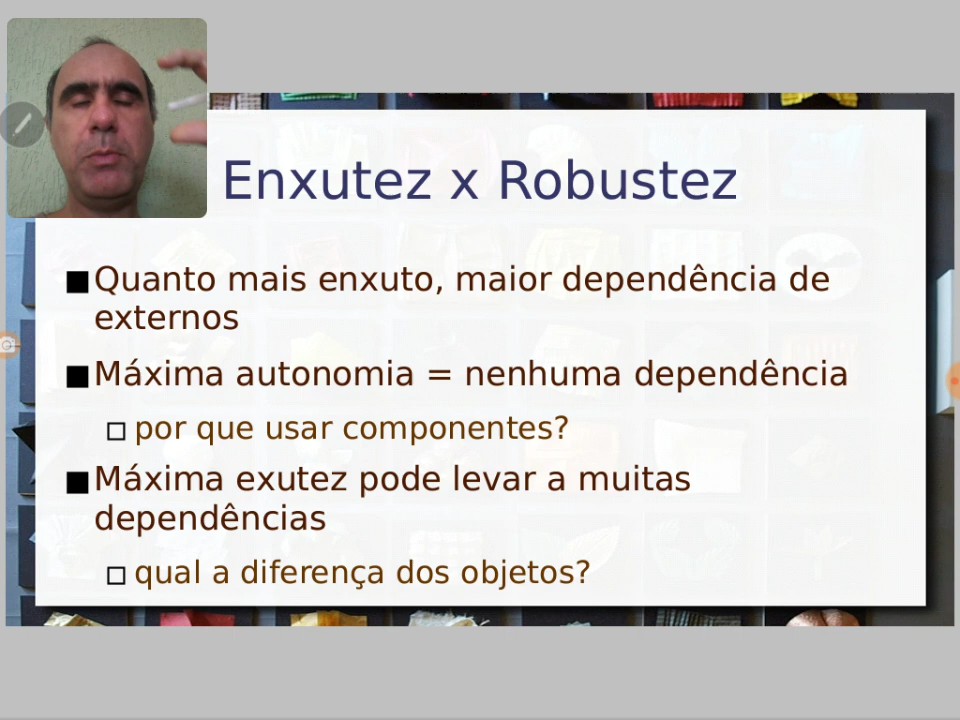 Enxutez x Robustez
Quanto mais enxuto, maior dependência de
externos
Máxima autonomia = nenhuma dependência
por que usar componentes?
Máxima exutez pode levar a muitas
dependências
qual a diferença dos objetos?